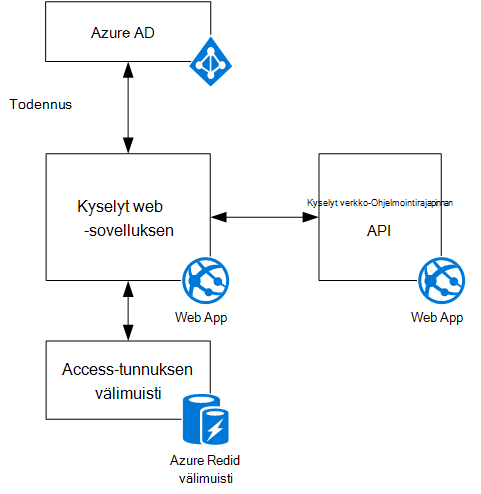 Azure AD
Todennus
Kyselyt web
-sovelluksen
Web App
Kyselyt verkko-Ohjelmointirajapinnan
API
Web App
Access-tunnuksen
välimuisti
Azure Redid
välimuisti